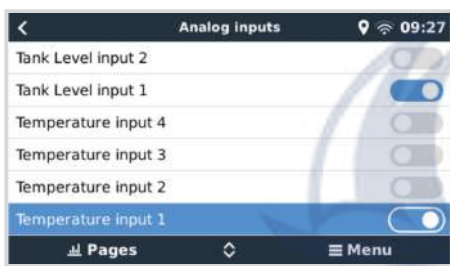 Analog inputs 09:27
Tank Level input 2
Tank Level input 1
Temperature input 4
Temperature input 3
Temperature input 2
Temperature input 1
Pages Menu